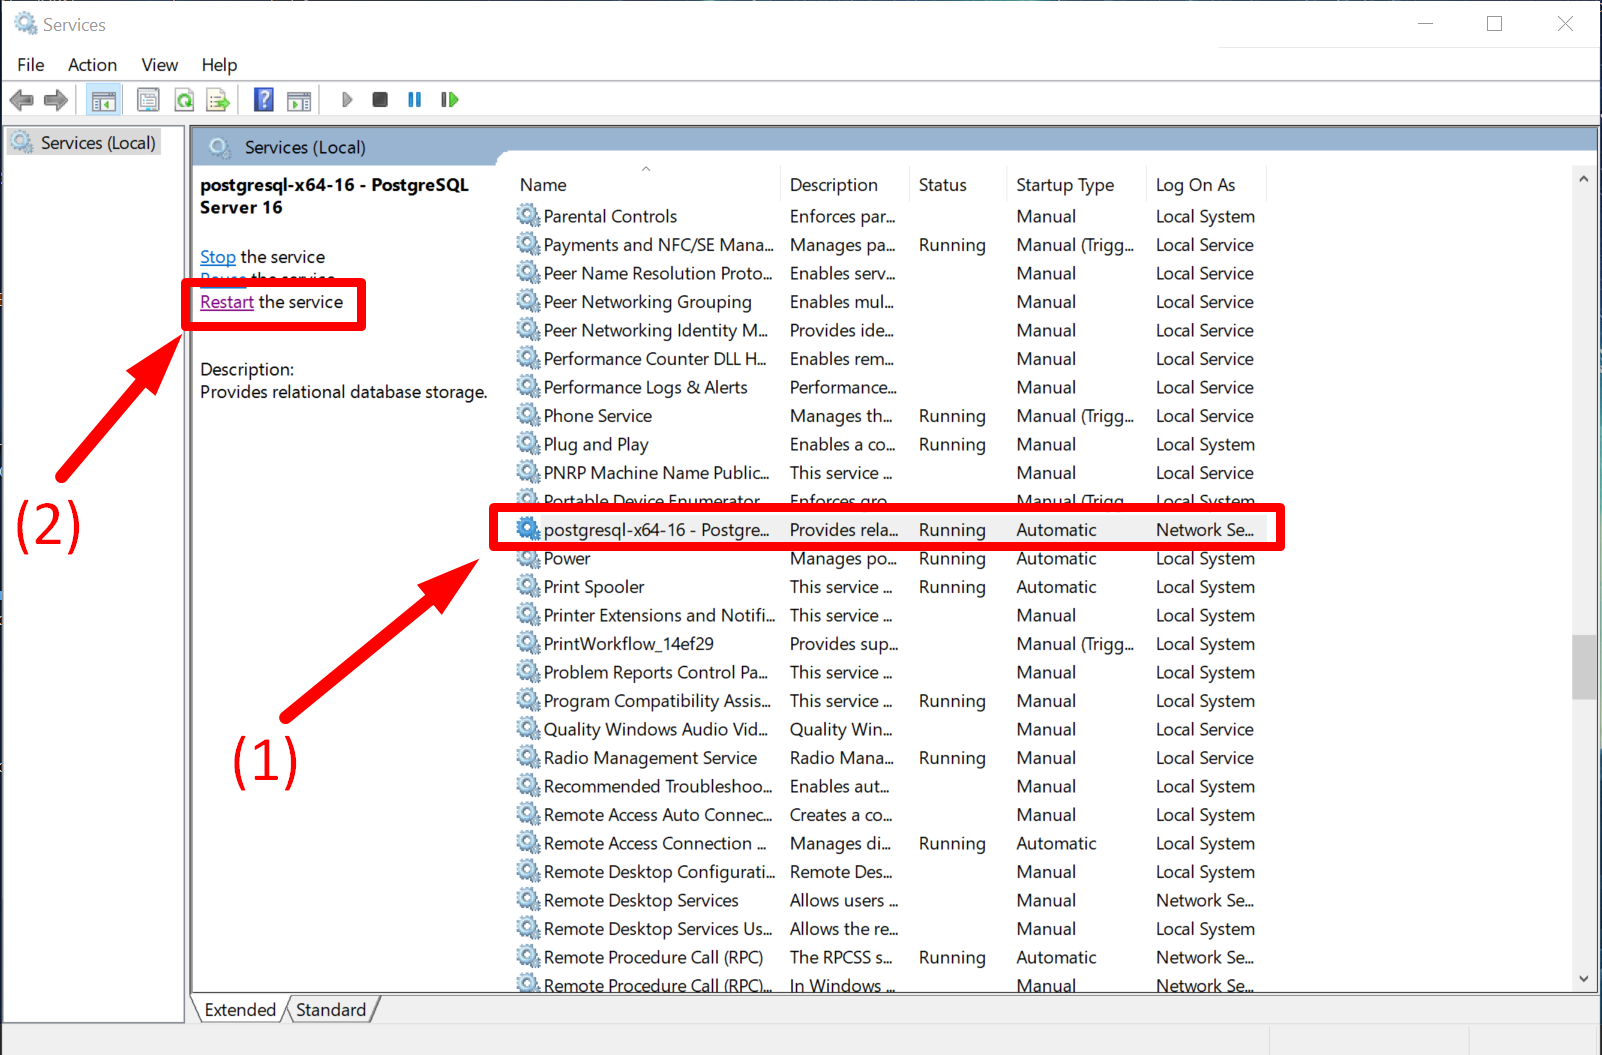 Services
File Action View Help
Services (Local)
Services (Local)
postgresql-x64-16 - PostgreSQL
Server 16
Stop the service
Pause the service
Restart the service
Description:
Provides relational database storage.
(2)
(1)
Name Description Status Startup Type Log On As
Parental Controls Enforces par... Manual Local System
Payments and NFC/SE Mana... Manages pa... Running Manual (Trigg... Local Service
Peer Name Resolution Proto... Enables serv... Manual Local Service
Peer Networking Grouping Enables mul... Manual Local Service
Peer Networking Identity M... Provides ide... Manual Local Service
Performance Counter DLL H... Enables rem... Manual Local Service
Performance Logs & Alerts Performance... Manual Local Service
Phone Service Manages th... Running Manual (Trigg... Local Service
Plug and Play Enables a co... Running Manual Local System
PNRP Machine Name Public... This service ... Manual Local Service
Portable Device Enumerator Enforces gro Manual (Trigg Local System
postgresql-x64-16 - Postgre... Provides rela... Running Automatic Network Se...
Power Manages po... Running Automatic Local System
Print Spooler This service ... Running Automatic Local System
Printer Extensions and Notifi... This service ... Manual Local System
PrintWorkflow_14ef29 Provides sup... Manual (Trigg... Local System
Problem Reports Control Pa... This service ... Manual Local System
Program Compatibility Assis... This service ... Running Manual Local System
Quality Windows Audio Vid... Quality Win... Manual Local Service
Radio Management Service Radio Mana... Running Manual Local Service
Recommended Troubleshoo... Enables aut... Manual Local System
Remote Access Auto Connec... Creates a co... Manual Local System
Remote Access Connection ... Manages di... Running Automatic Local System
Remote Desktop Configurati... Remote Des... Manual Local System
Remote Desktop Services Allows users ... Manual Network Se...
Remote Desktop Services Us... Allows the re... Manual Local System
Remote Procedure Call (RPC) The RPCSS s... Running Automatic Network Se...
Remote Procedure Call (RPC)... In Windows ... Manual Network Se...
Extended Standard